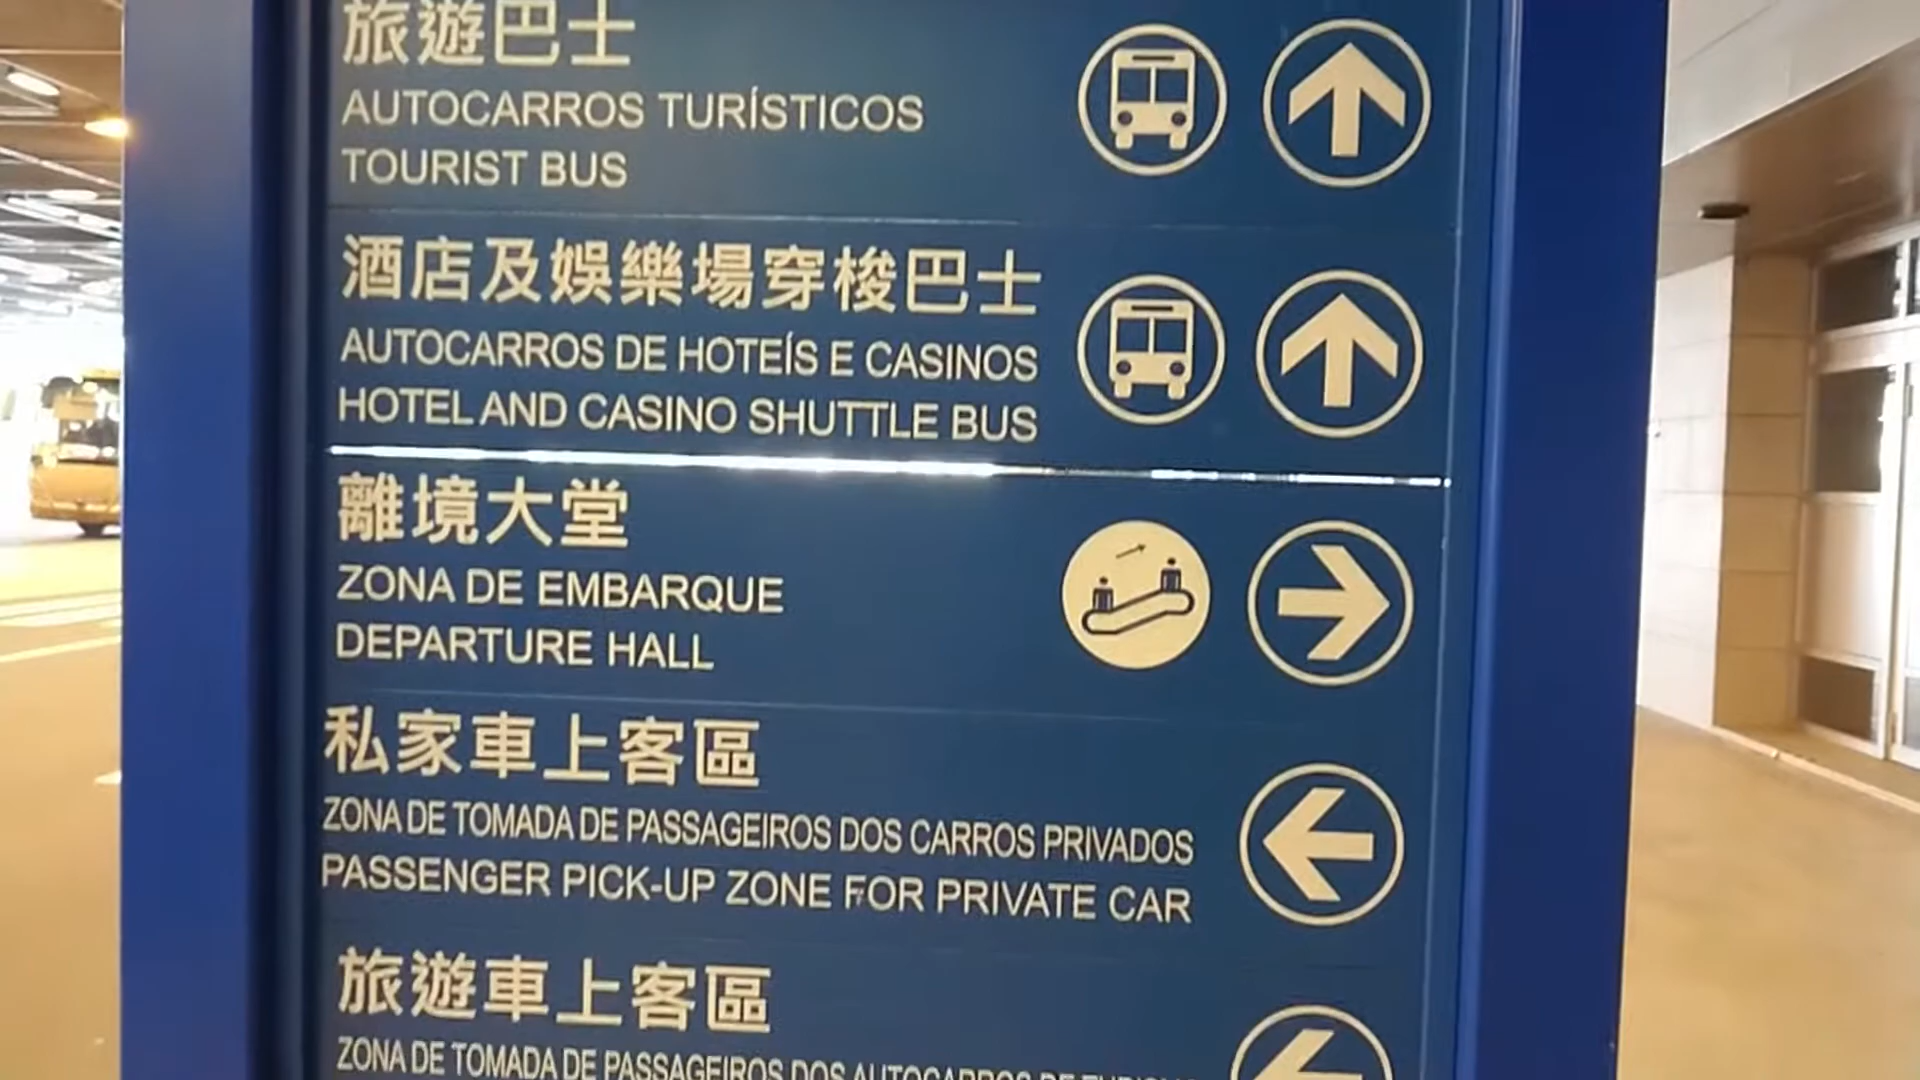 旅遊巴士
AUTOCARROS TURÍSTICOS
TOURIST BUS
酒店及娛樂場穿梭巴士
AUTOCARROS DE HOTEÍS E CASINOS
HOTEL AND CASINO SHUTTLE BUS
離境大堂
ZONA DE EMBARQUE
DEPARTURE HALL
私家車上客區
ZONA DE TOMADA DE PASSAGEIROS DOS CARROS PRIVADOS
PASSENGER PICK-UP ZONE FOR PRIVATE CAR
旅遊車上客區
ZONA DE TOMADA DE PASSAGEIROS DOS AUTOCARROS DE TURISMO